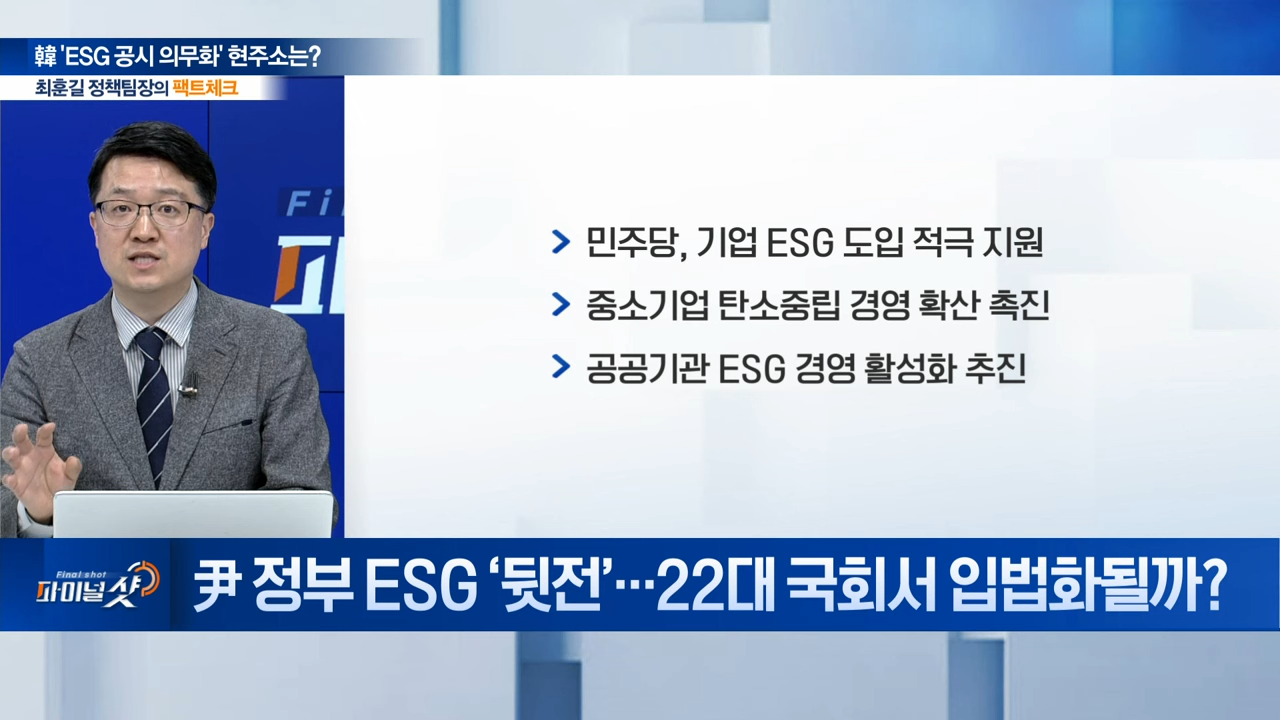 韓 'ESG 공시 의무화' 현주소는?
최훈길 정책팀장의 팩트체크
Fi
파
민주당, 기업 ESG 도입 적극 지원
중소기업 탄소중립 경영 확산 촉진
공공기관 ESG 경영 활성화 추진
Final shot
파이널 샷
尹 정부 ESG ‘뒷전’…22대 국회서 입법화될까?